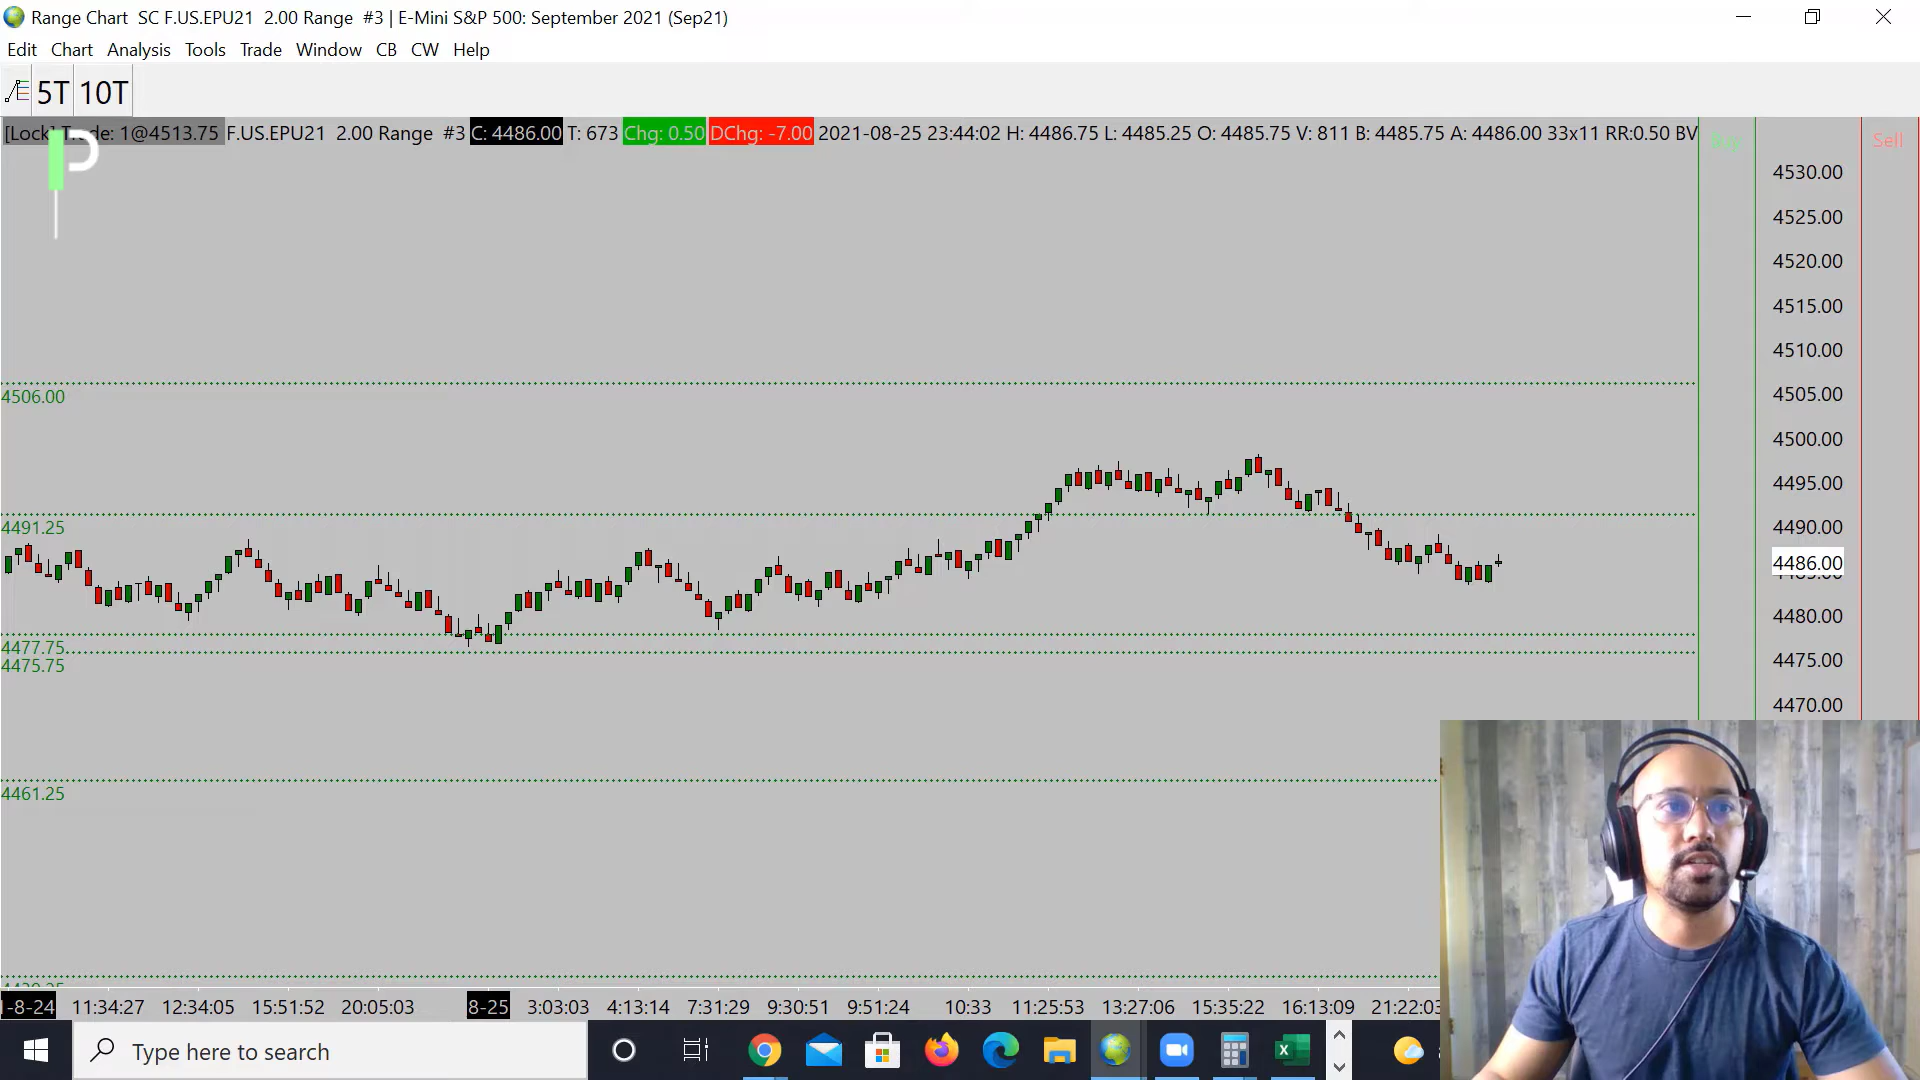 Range Chart SC F.US.EPU21 2.00 Range #3 | E-Mini S&P 500: September 2021 (Sep21)
Edit Chart Analysis Tools Trade Window CB CW Help
5T 10T
[Lock] Trade: 1@4513.75 F.US.EPU21 2.00 Range #3 C: 4486.00 T: 673 Chg: 0.50 DChg: -7.00 2021-08-25 23:44:02 H: 4486.75 L: 4485.25 O: 4485.75 V: 811 B: 4485.75 A: 4486.00 33x11 RR:0.50 BV
Buy
Sell
4530.00
4525.00
4520.00
4515.00
4510.00
4505.00
4500.00
4495.00
4490.00
4486.00
4480.00
4475.00
4470.00
4506.00
4491.25
4477.75
4475.75
4461.25
1-8-24 11:34:27 12:34:05 15:51:52 20:05:03 8-25 3:03:03 4:13:14 7:31:29 9:30:51 9:51:24 10:33 11:25:53 13:27:06 15:35:22 16:13:09 21:22:03
Type here to search